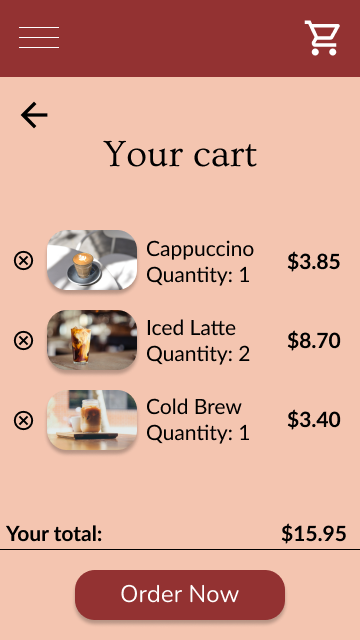 Your cart
Cappuccino
Quantity: 1
$3.85
Iced Latte
Quantity: 2
$8.70
Cold Brew
Quantity: 1
$3.40
Your total: $15.95
Order Now